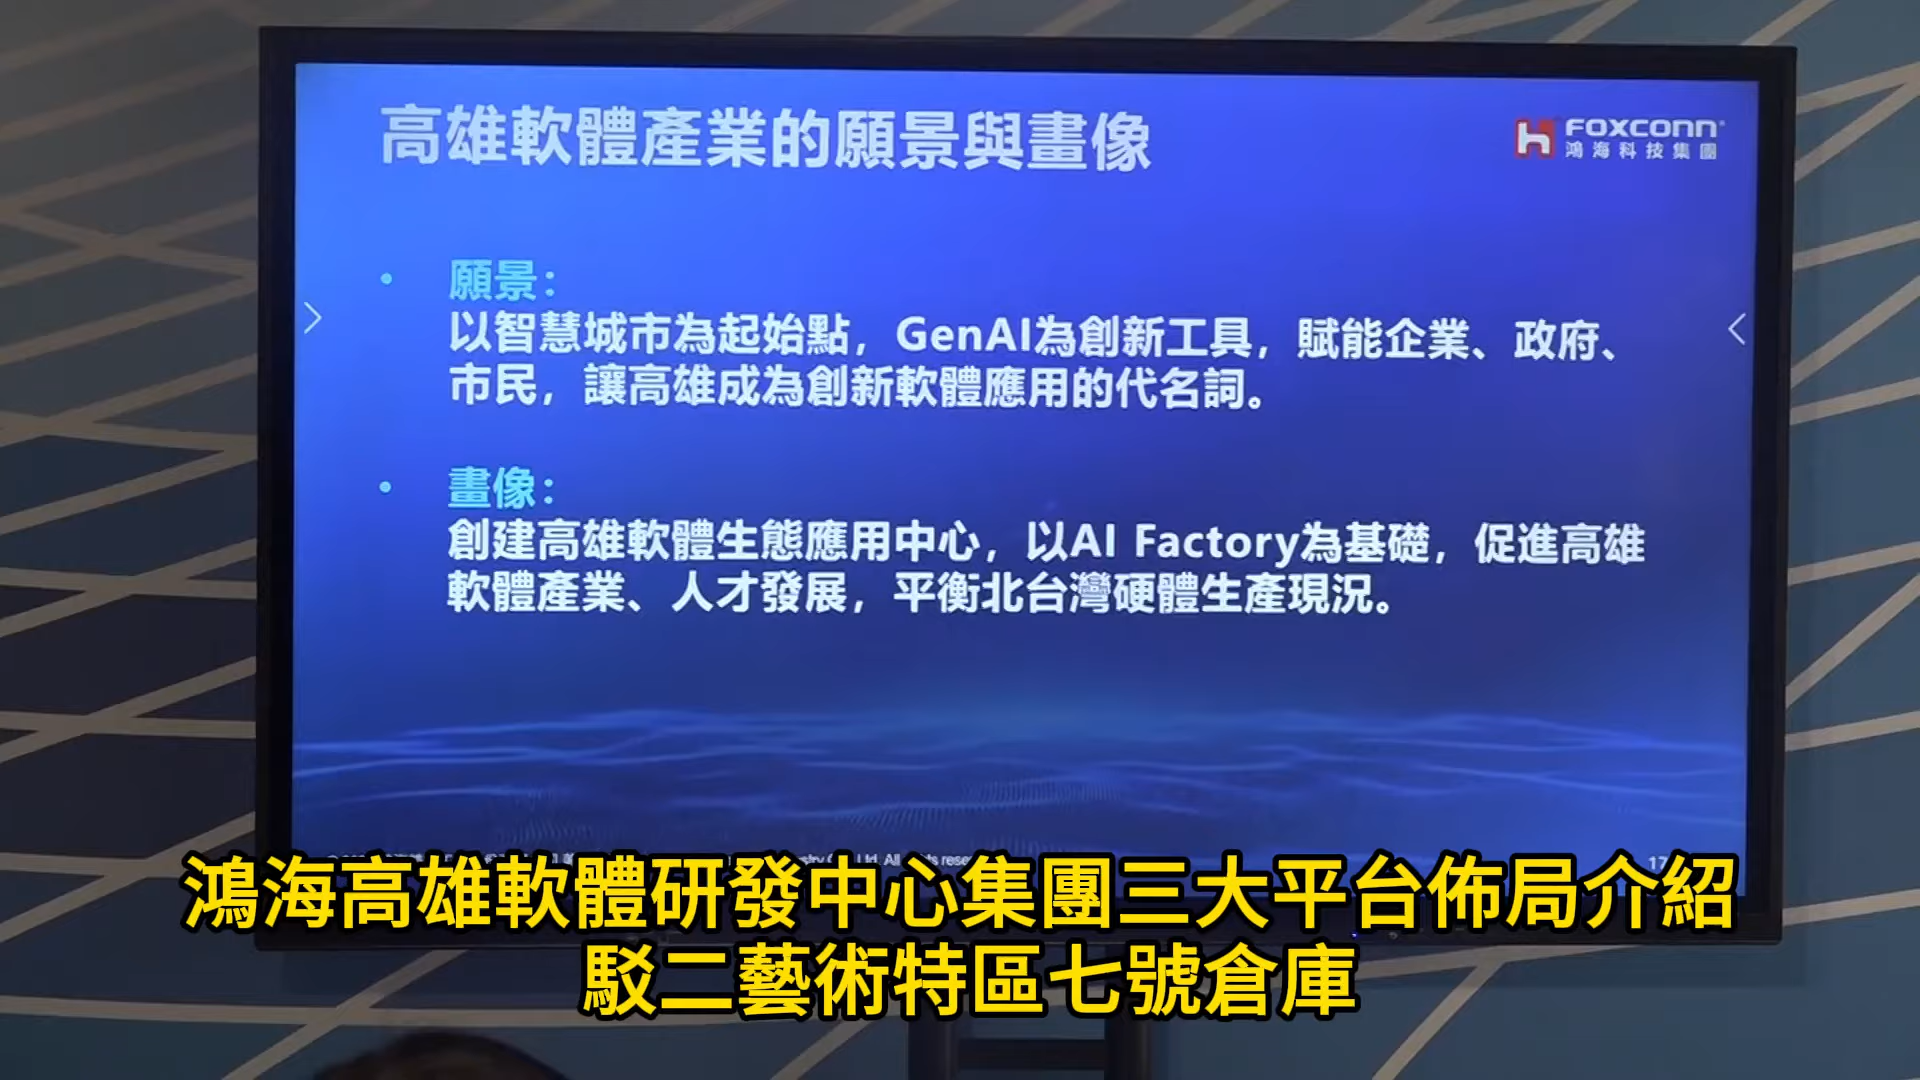 高雄軟體產業的願景與畫像
FOXCONN
鴻海科技集團
• 願景：
以智慧城市為起始點，GenAI為創新工具，賦能企業、政府、
市民，讓高雄成為創新軟體應用的代名詞。
• 畫像：
創建高雄軟體生態應用中心，以AI Factory為基礎，促進高雄
軟體產業、人才發展，平衡北台灣硬體生產現況。
17
鴻海高雄軟體研發中心集團三大平台佈局介紹
駁二藝術特區七號倉庫